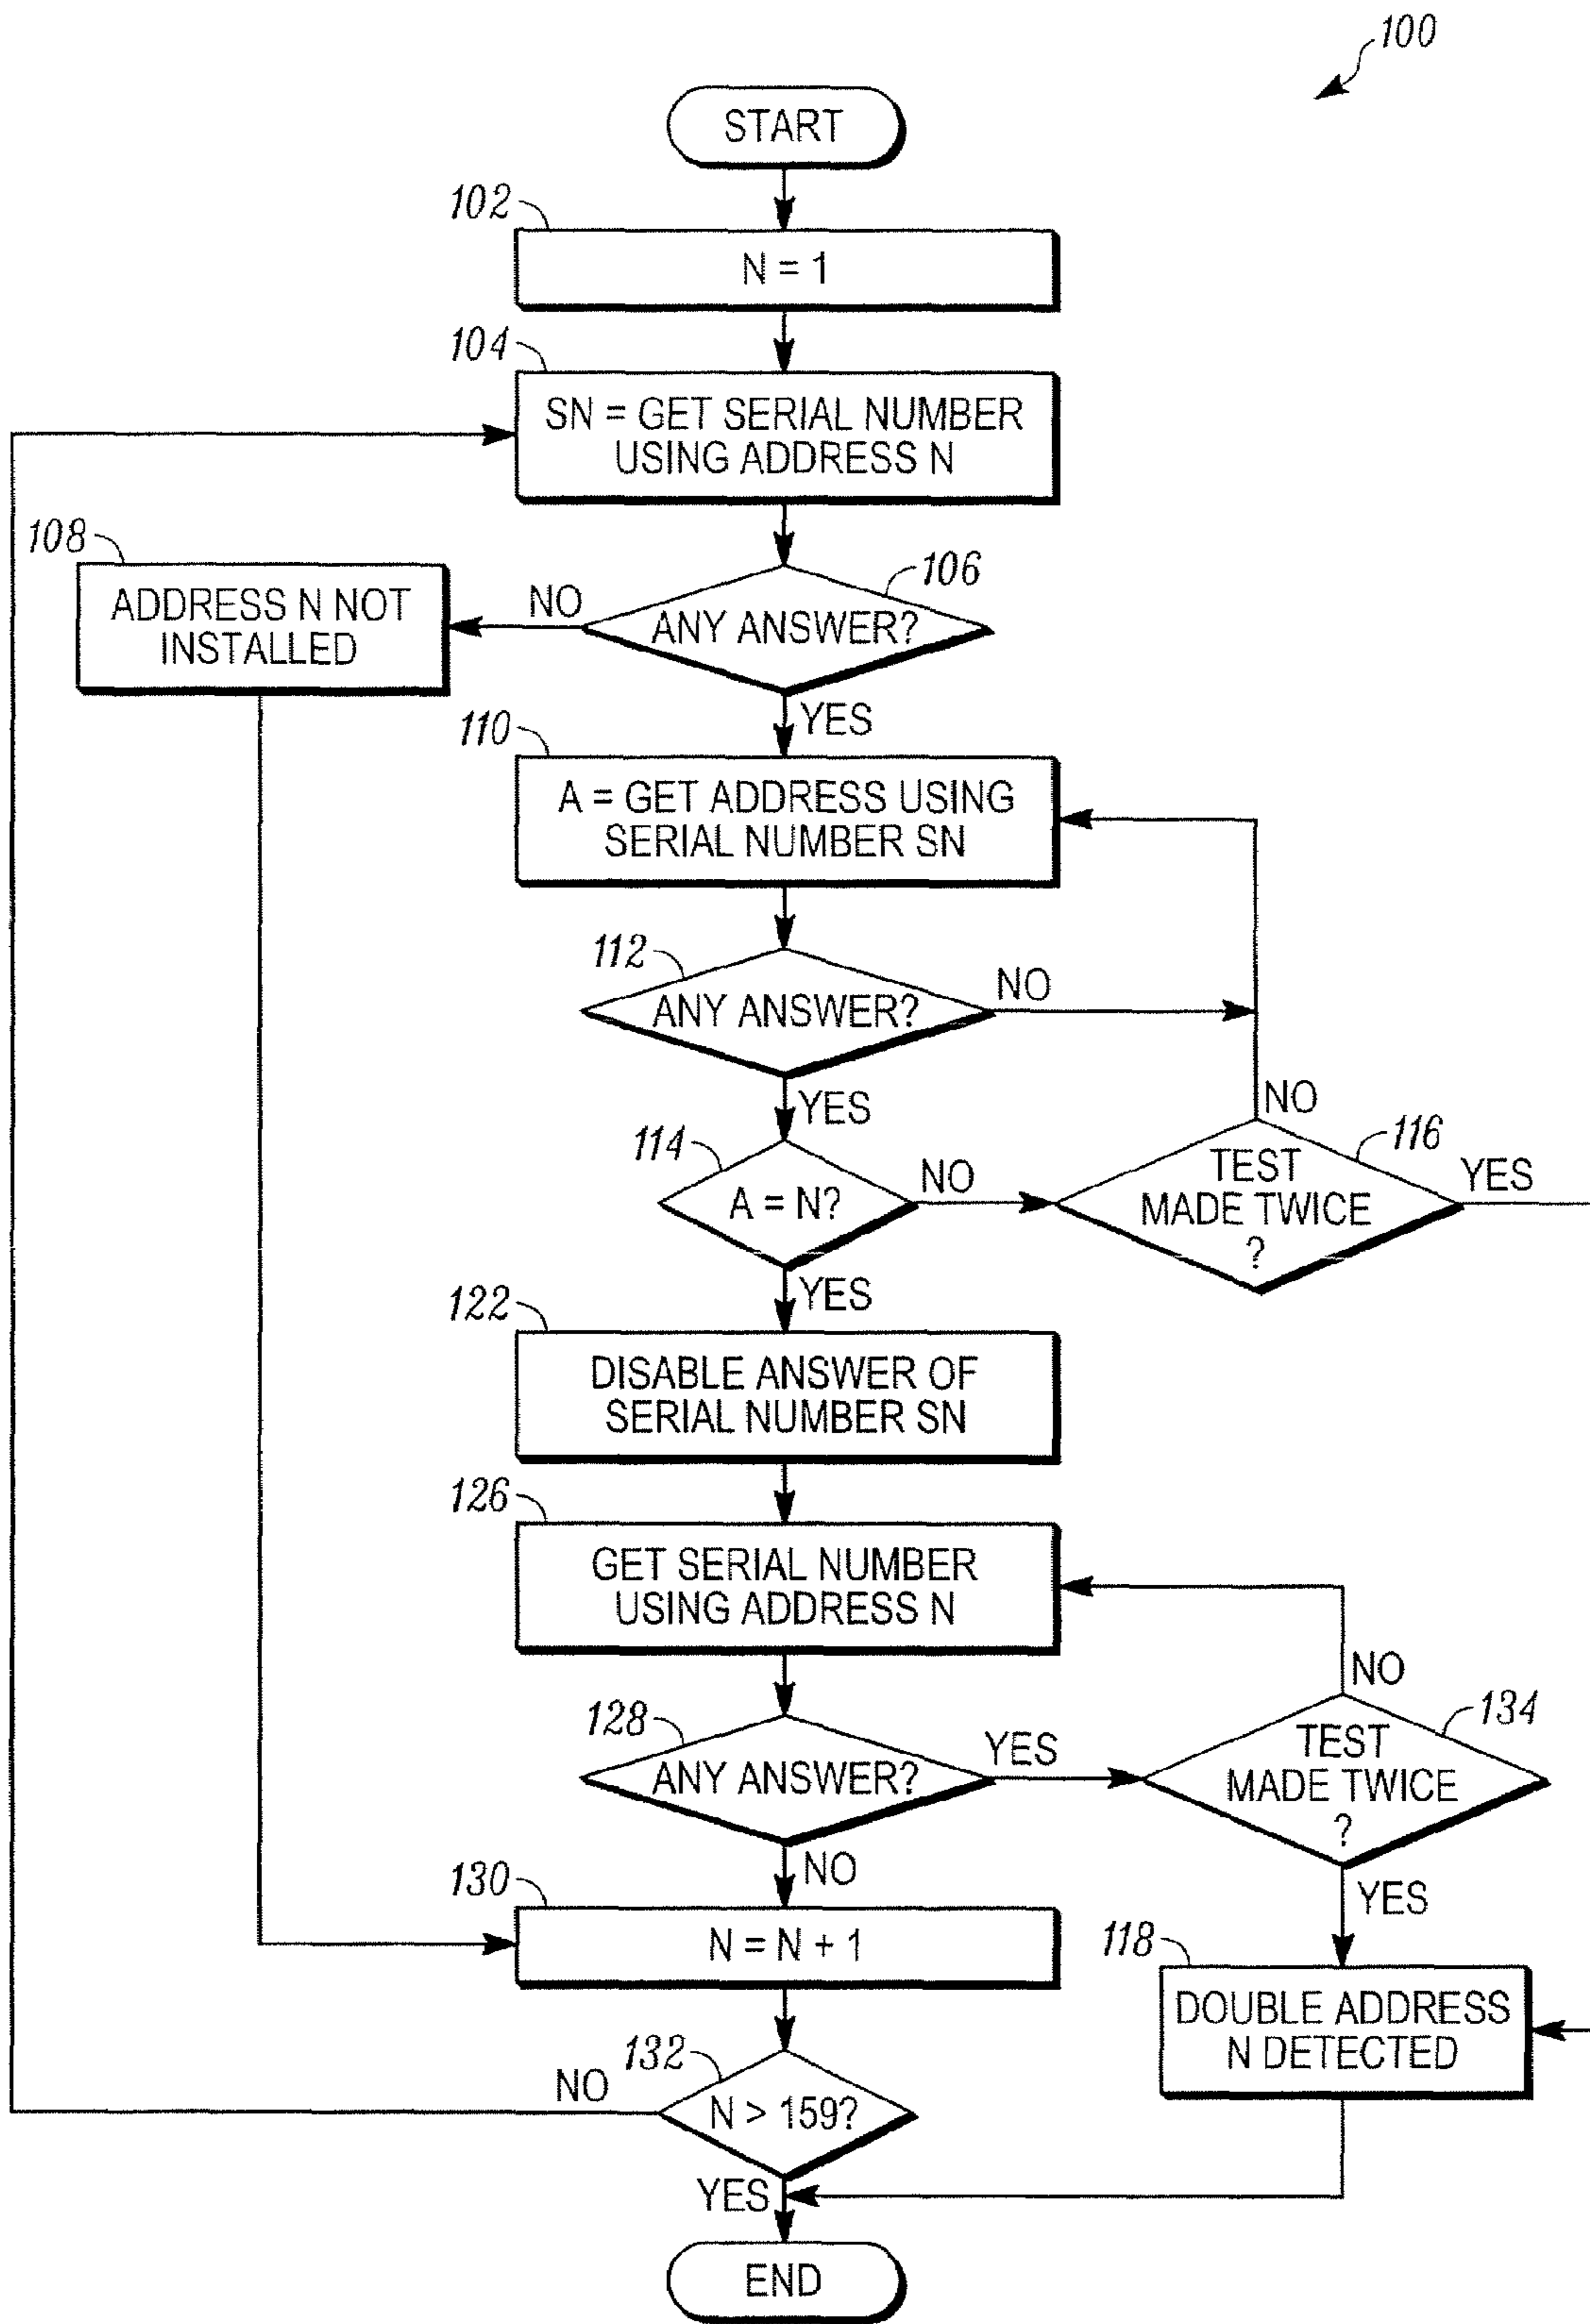 100
START
102
N = 1
104
SN = GET SERIAL NUMBER
USING ADDRESS N
108
ADDRESS N NOT
INSTALLED
NO
106
ANY ANSWER?
YES
110
A = GET ADDRESS USING
SERIAL NUMBER SN
112
ANY ANSWER?
NO
YES
114
A = N?
NO
NO
116
TEST
MADE TWICE
?
YES
YES
122
DISABLE ANSWER OF
SERIAL NUMBER SN
126
GET SERIAL NUMBER
USING ADDRESS N
128
ANY ANSWER?
YES
NO
134
TEST
MADE TWICE
?
NO
YES
130
N = N + 1
118
DOUBLE ADDRESS
N DETECTED
132
NO
N > 159?
YES
END